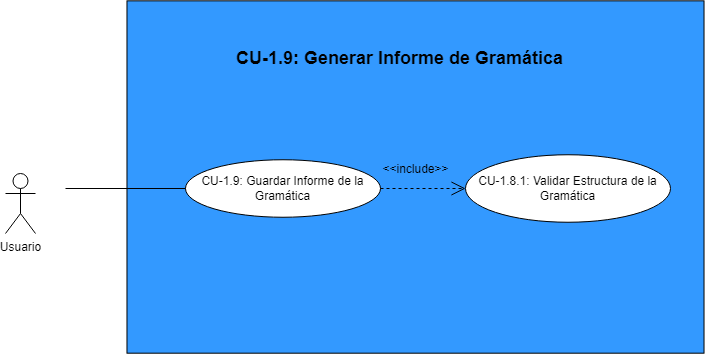 CU-1.9: Generar Informe de Gramática
<<include>>
CU-1.9: Guardar Informe de la
Gramática
CU-1.8.1: Validar Estructura de la
Gramática
Usuario